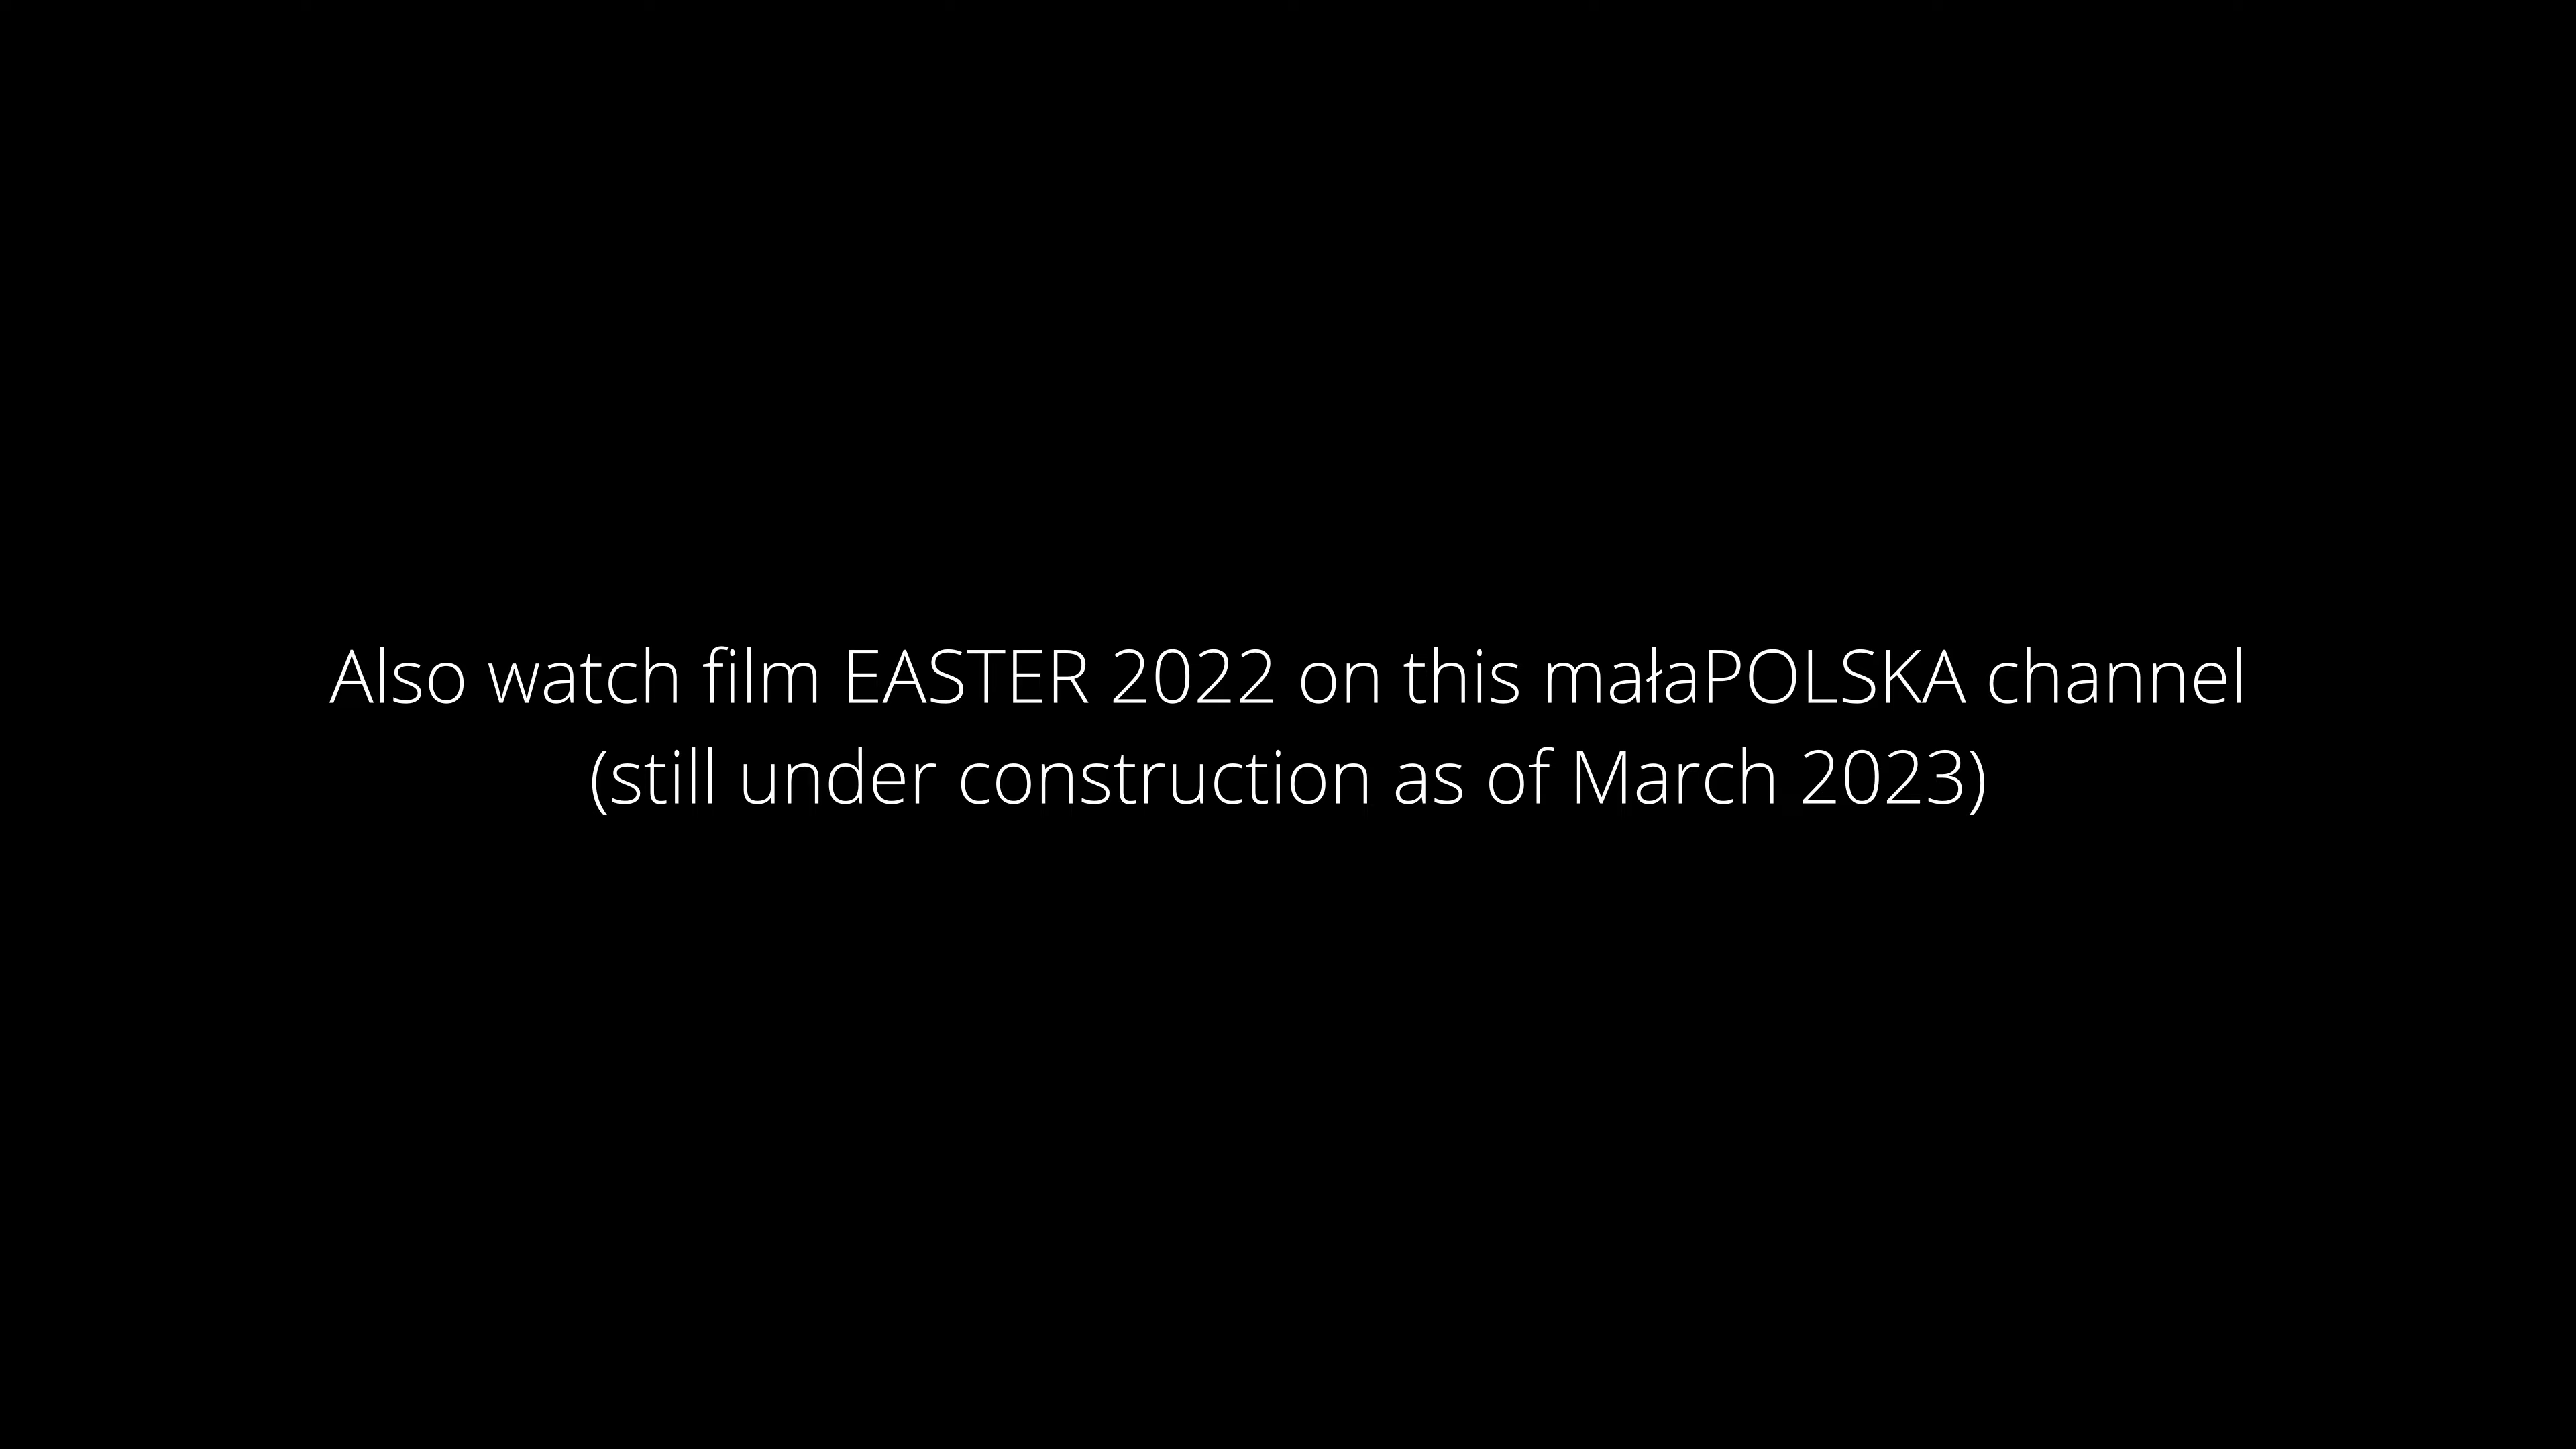 Also watch film EASTER 2022 on this małaPOLSKA channel
(still under construction as of March 2023)